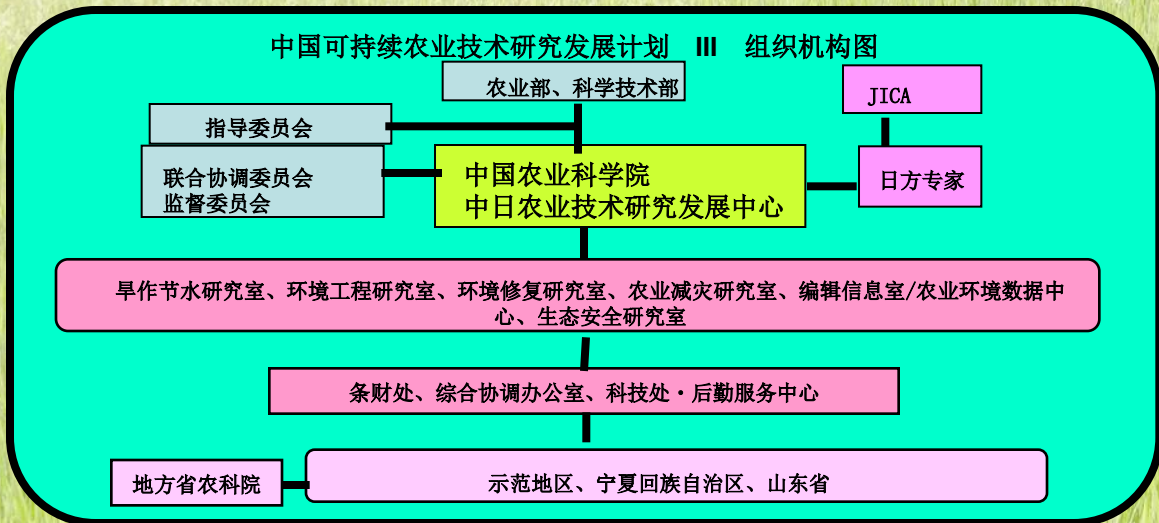 中国可持续农业技术研究发展计划 III 组织机构图
农业部、科学技术部
JICA
指导委员会
联合协调委员会
监督委员会
中国农业科学院
中日农业技术研究发展中心
日方专家
旱作节水研究室、环境工程研究室、环境修复研究室、农业减灾研究室、编辑信息室/农业环境数据中
心、生态安全研究室
条财处、综合协调办公室、科技处·后勤服务中心
地方省农科院
示范地区、宁夏回族自治区、山东省